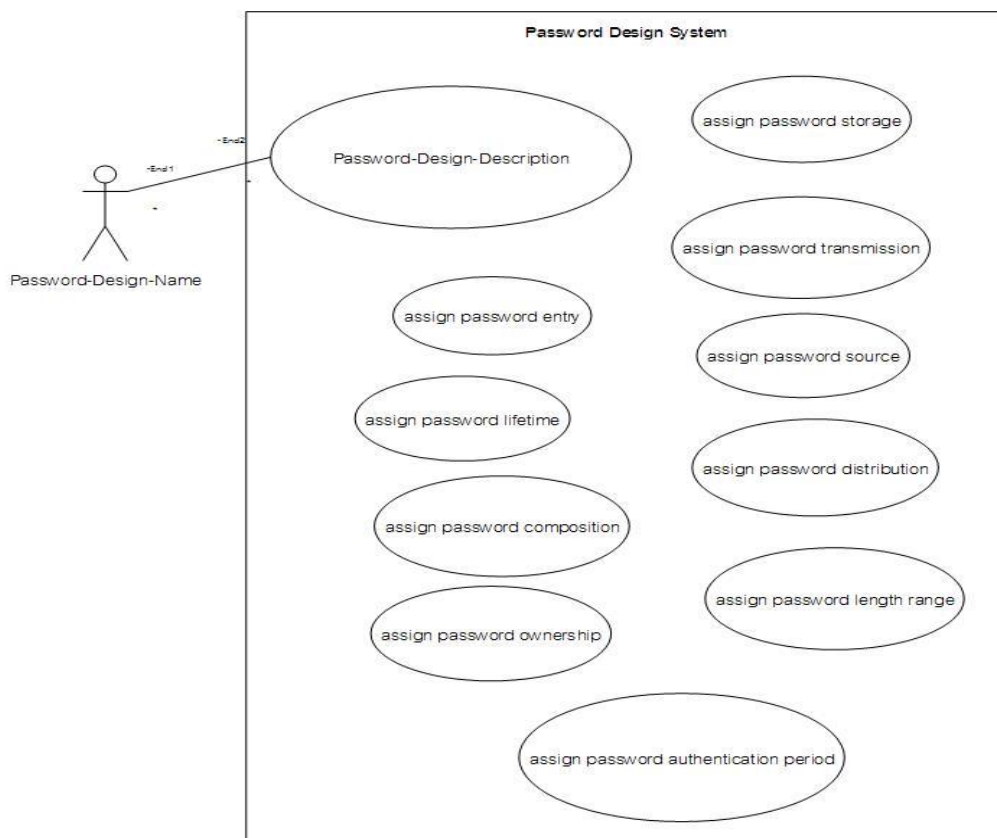 Password Design System
assign password storage
-End2
Password-Design-Description
-End1
*
*
Password-Design-Name
assign password transmission
assign password entry
assign password source
assign password lifetime
assign password distribution
assign password composition
assign password length range
assign password ownership
assign password authentication period